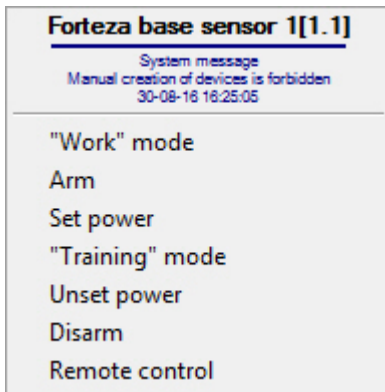 Forteza base sensor 1[1.1]
System message
Manual creation of devices is forbidden
30-08-16 16:25:05
"Work" mode
Arm
Set power
"Training" mode
Unset power
Disarm
Remote control